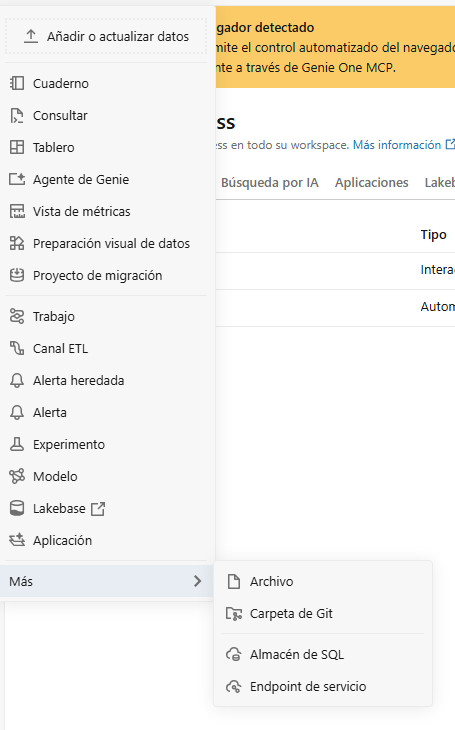 Añadir o actualizar datos
Cuaderno
Consultar
Tablero
Agente de Genie
Vista de métricas
Preparación visual de datos
Proyecto de migración
Trabajo
Canal ETL
Alerta heredada
Alerta
Experimento
Modelo
Lakebase
Aplicación
Más
Archivo
Carpeta de Git
Almacén de SQL
Endpoint de servicio
gador detectado
mite el control automatizado del navegado
nte a través de Genie One MCP.
ss
ess en todo su workspace. Más información
Búsqueda por IA Aplicaciones Lakeb
Tipo
Intera
Autom